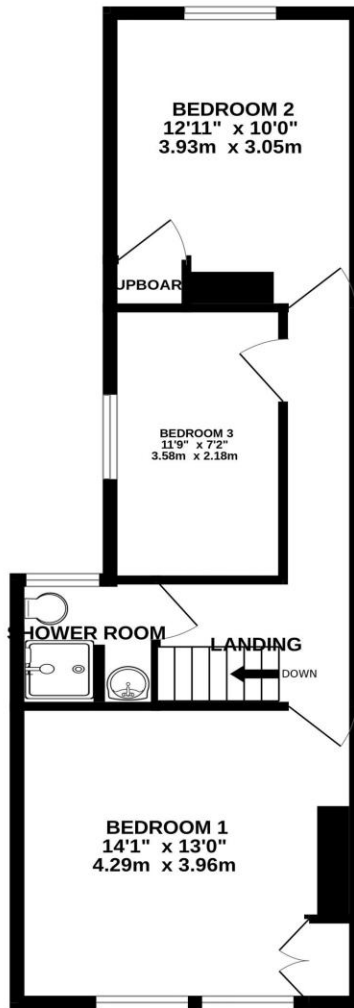 BEDROOM 2
12'11" x 10'0"
3.93m x 3.05m
UPBOAR
BEDROOM 3
11'9" x 7'2"
3.58m x 2.18m
SHOWER ROOM
LANDING
DOWN
BEDROOM 1
14'1" x 13'0"
4.29m x 3.96m